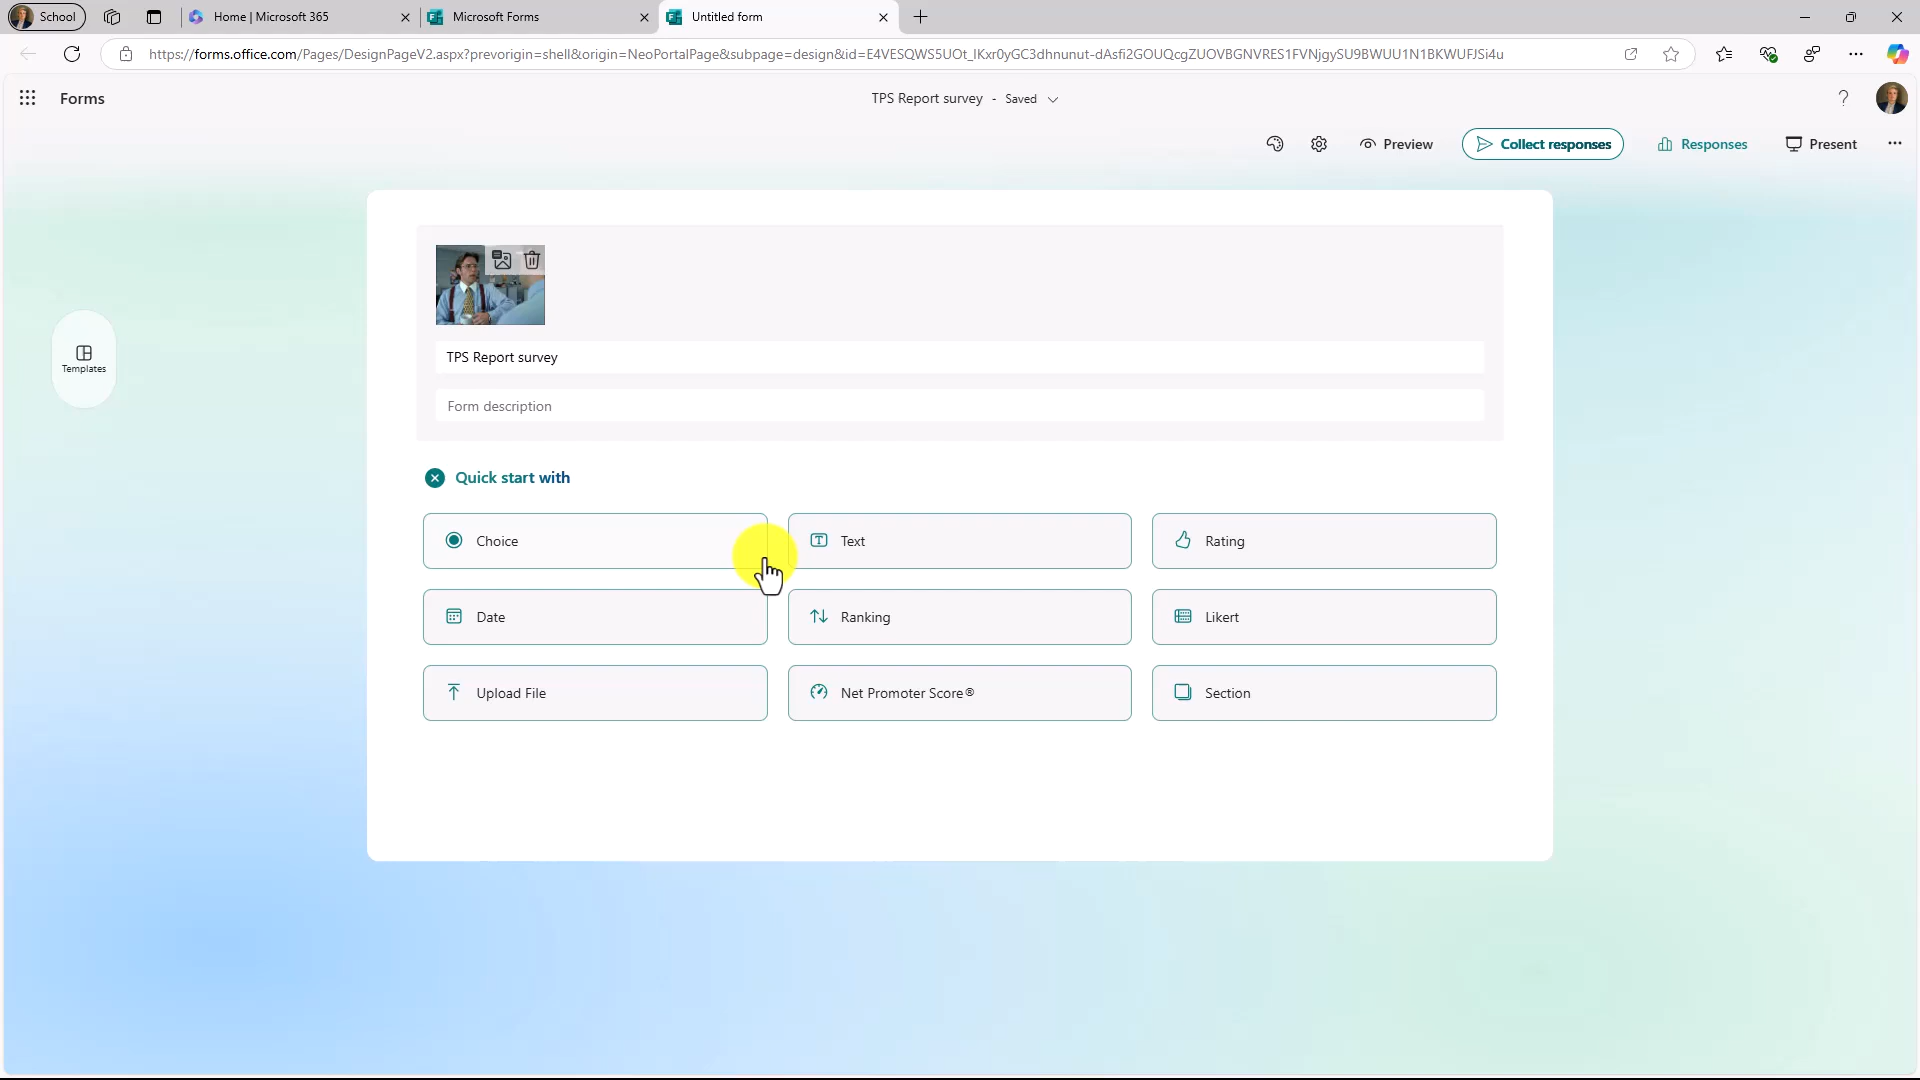 School
Home | Microsoft 365
Microsoft Forms
Untitled form
https://forms.office.com/Pages/DesignPageV2.aspx?prevorigin=shell&origin=NeoPortalPage&subpage=design&id=E4VESQWS5UOt_lKxr0yGC3dhnunut-dAsfi2GOUQcgZUOVBGNVRES1FVNjgySU9BWUU1N1BKWUFJSi4u
Forms
TPS Report survey - Saved
?
Preview
Collect responses
Responses
Present
Templates
TPS Report survey
Form description
Quick start with
Choice
Text
Rating
Date
Ranking
Likert
Upload File
Net Promoter Score®
Section